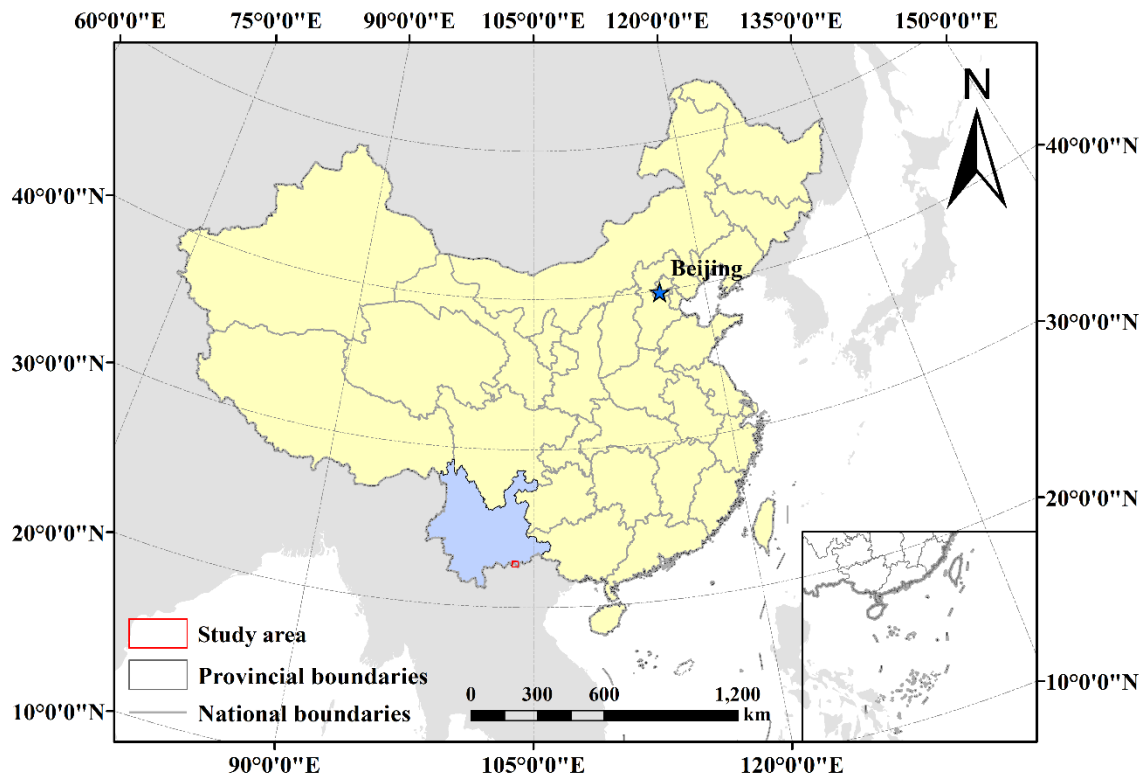 60°0'0"E 75°0'0"E 90°0'0"E 105°0'0"E 120°0'0"E 135°0'0"E 150°0'0"E
N
40°0'0"N
40°0'0"N
Beijing
30°0'0"N
30°0'0"N
20°0'0"N
20°0'0"N
Study area
Provincial boundaries
10°0'0"N
0 300 600 1,200
National boundaries
km
10°0'0"N
90°0'0"E 105°0'0"E 120°0'0"E